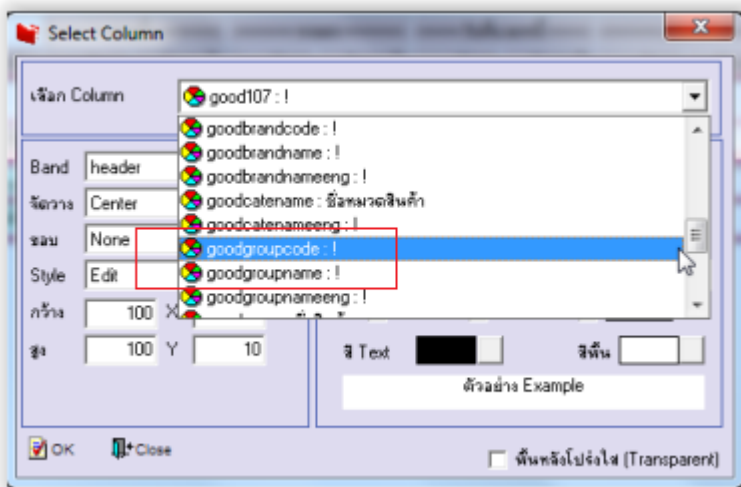 Select Column
เลือก Column
good107 : !
goodbrandcode : !
goodbrandname : !
goodbrandnameeng : !
goodcatename : ชื่อหมวดสินค้า
goodcatenameeng : !
goodgroupcode : !
goodgroupname : !
goodgroupnameeng : !
Band header
จัดวาง Center
ขอบ None
Style Edit
กว้าง 100 X
สูง 100 Y 10
สี Text
สีพื้น
ตัวอย่าง Example
OK
Close
พื้นหลังโปร่งใส (Transparent)